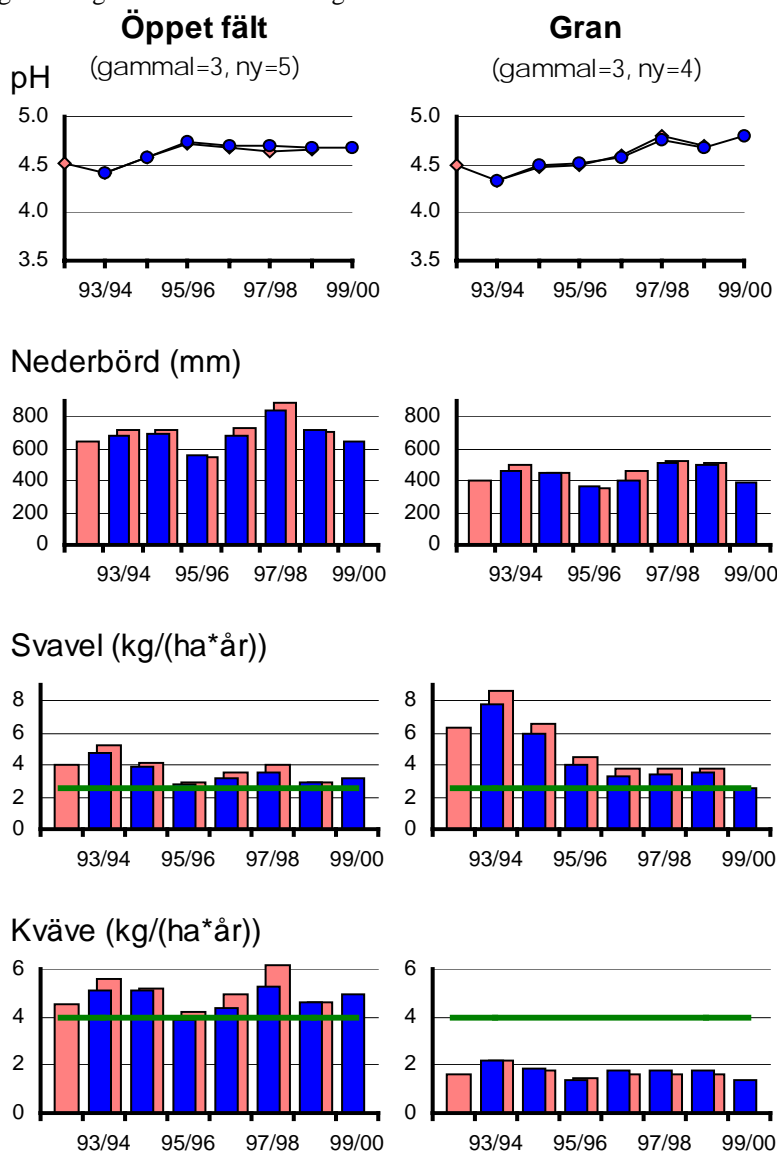 Öppet fält Gran
(gammal=3, ny=5) (gammal=3, ny=4)
pH
5.0 5.0
4.5 4.5
4.0 4.0
3.5 3.5
93/94 95/96 97/98 99/00 93/94 95/96 97/98 99/00
Nederbörd (mm)
800 800
600 600
400 400
200 200
0 0
93/94 95/96 97/98 99/00 93/94 95/96 97/98 99/00
Svavel (kg/(ha*år))
8 8
6 6
4 4
2 2
0 0
93/94 95/96 97/98 99/00 93/94 95/96 97/98 99/00
Kväve (kg/(ha*år))
6 6
4 4
2 2
0 0
93/94 95/96 97/98 99/00 93/94 95/96 97/98 99/00